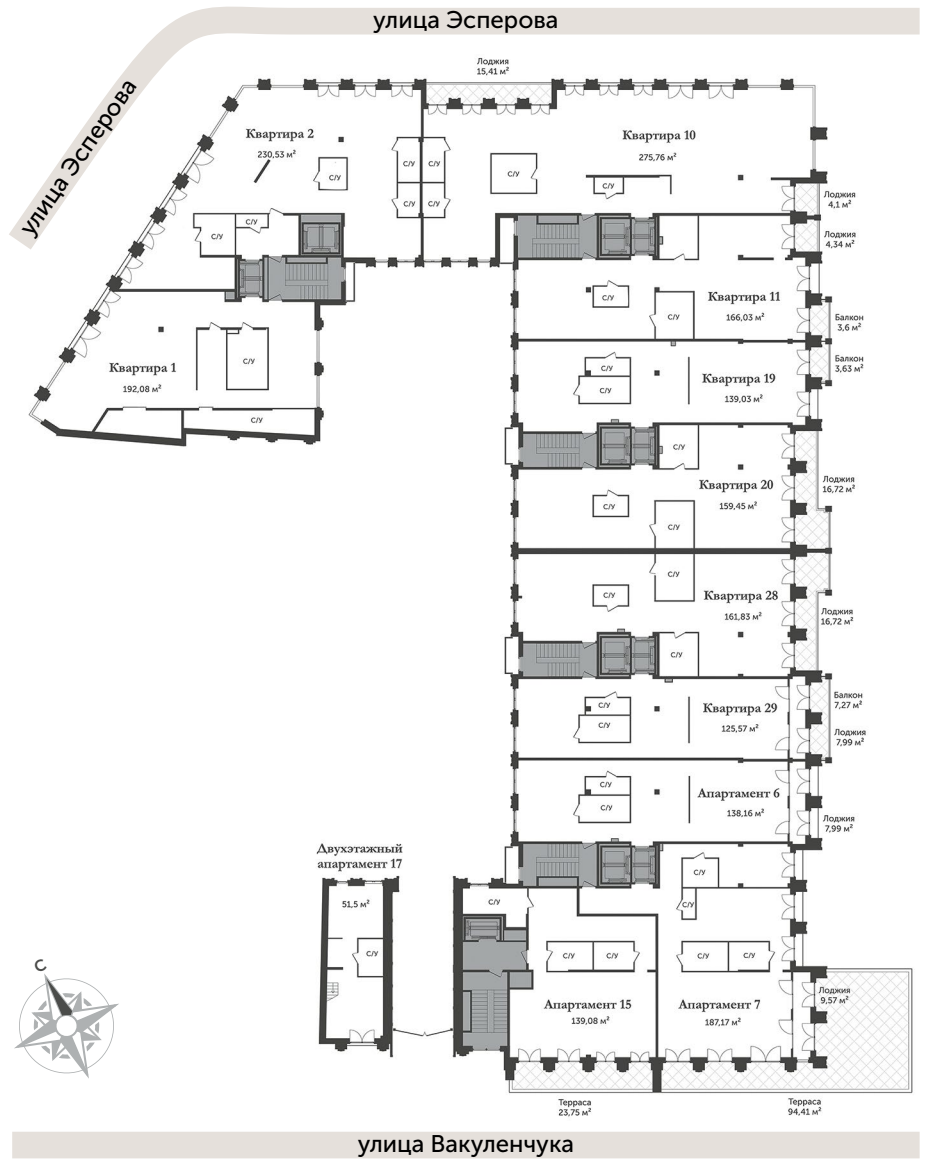 улица Эсперова
улица Эсперова
Лоджия
15,41 м²
Квартира 2
230,53 м²
С/У
С/У
С/У
С/У
С/У
С/У
С/У
Квартира 10
275,76 м²
С/У
С/У
Лоджия
4,1 м²
Лоджия
4,34 м²
Квартира 11
166,03 м²
С/У
С/У
Балкон
3,6 м²
Квартира 1
192,08 м²
С/У
С/У
Квартира 19
139,03 м²
С/У
С/У
Балкон
3,63 м²
Квартира 20
159,45 м²
С/У
С/У
С/У
Лоджия
16,72 м²
Квартира 28
161,83 м²
С/У
С/У
С/У
Лоджия
16,72 м²
Квартира 29
125,57 м²
С/У
С/У
Балкон
7,27 м²
Лоджия
7,99 м²
Апартамент 6
138,16 м²
С/У
С/У
Лоджия
7,99 м²
Двухэтажный
апартамент 17
51,5 м²
С/У
С/У
С/У
С/У
Апартамент 15
139,08 м²
С/У
С/У
С/У
С/У
Апартамент 7
187,17 м²
Лоджия
9,57 м²
Терраса
23,75 м²
Терраса
94,41 м²
С
улица Вакуленчука